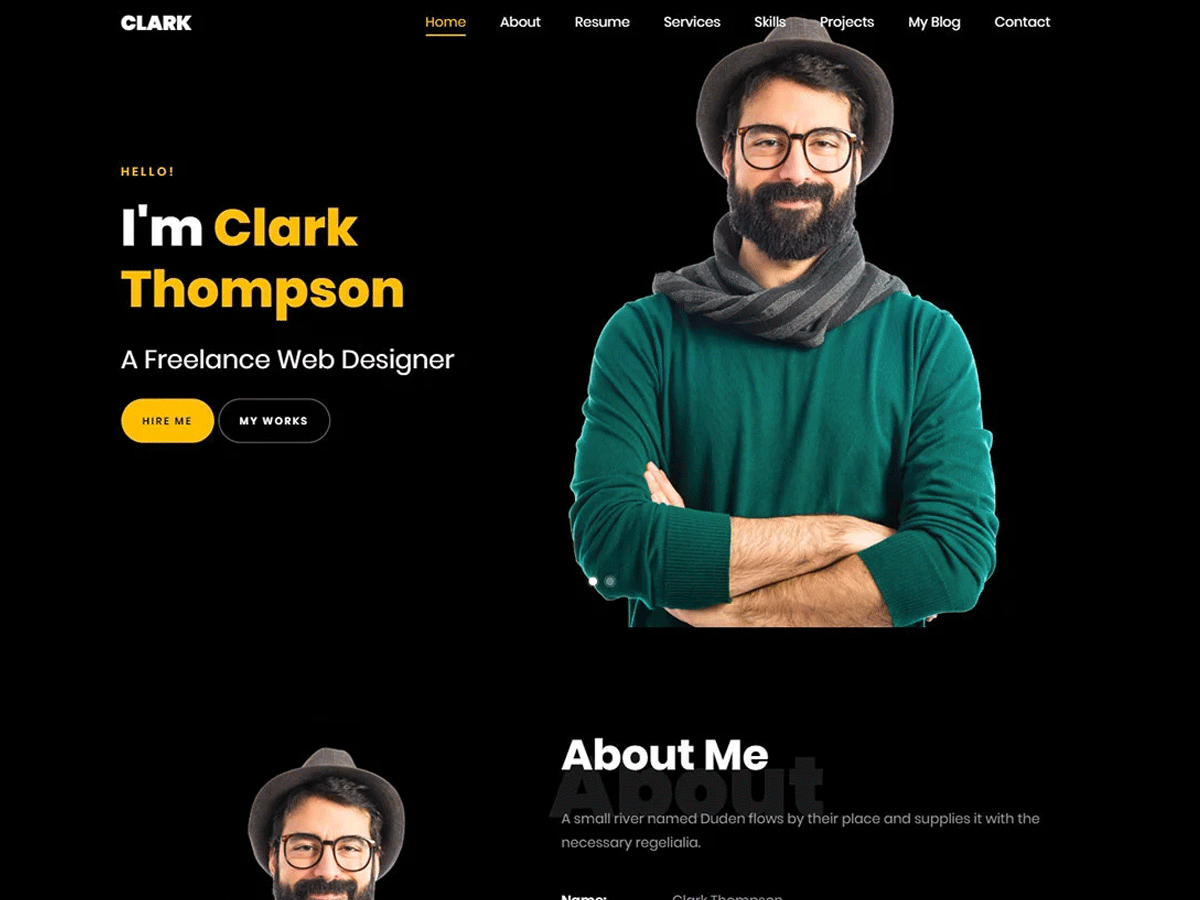 CLARK
Home About Resume Services Skills Projects My Blog Contact
HELLO!
I'm Clark
Thompson
A Freelance Web Designer
HIRE ME MY WORKS
About Me
About
A small river named Duden flows by their place and supplies it with the
necessary regelialia.
Name: Clark Thompson